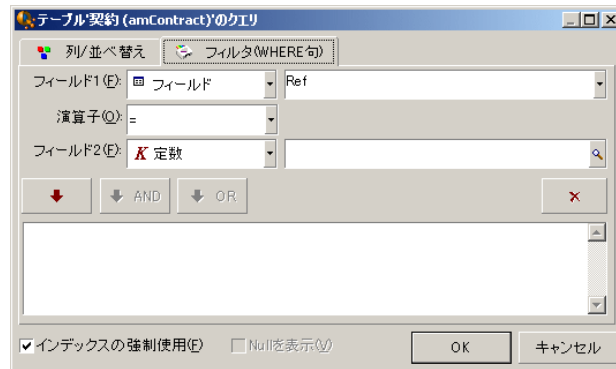 テーブル'契約 (amContract)'のクエリ
列/並べ替え フィルタ(WHERE句)
フィールド1(F): フィールド Ref
演算子(O): =
フィールド2(F): K 定数
AND OR
インデックスの強制使用(F) Nullを表示(V) OK キャンセル